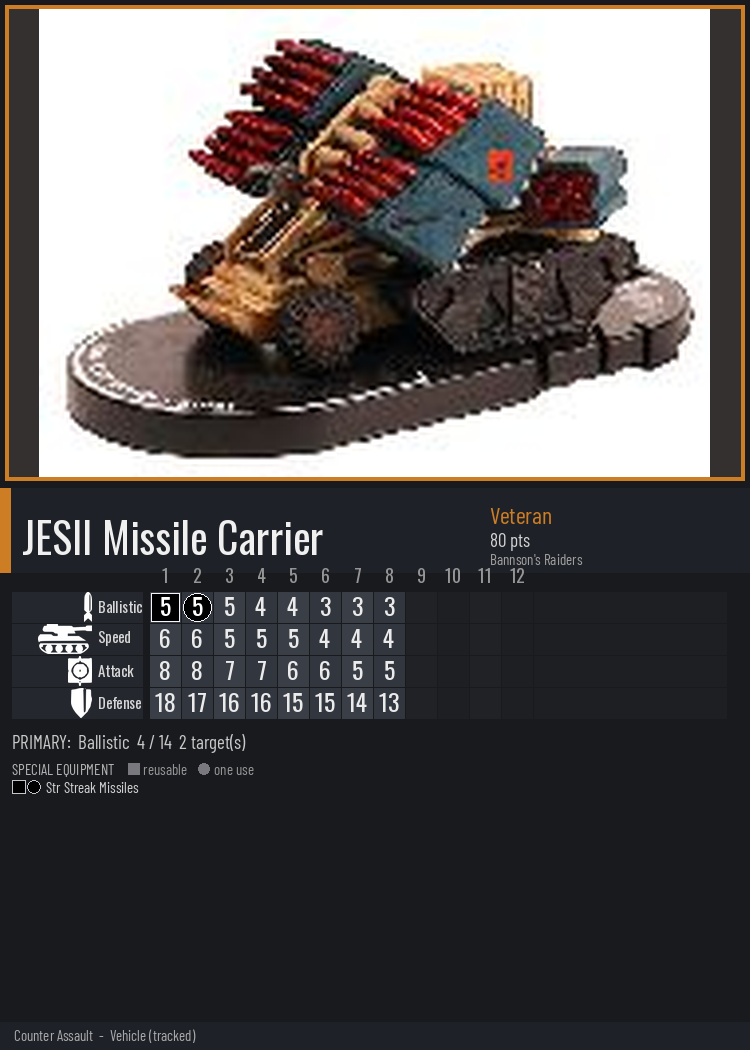 JESII Missile Carrier
Veteran
80 pts
Bannson's Raiders
1 2 3 4 5 6 7 8 9 10 11 12
Ballistic 5 5 5 4 4 3 3 3
Speed 6 6 5 5 5 4 4 4
Attack 8 8 7 7 6 6 5 5
Defense 18 17 16 16 15 15 14 13
PRIMARY: Ballistic 4 / 14 2 target(s)
SPECIAL EQUIPMENT reusable one use
Str Streak Missiles
Counter Assault - Vehicle (tracked)